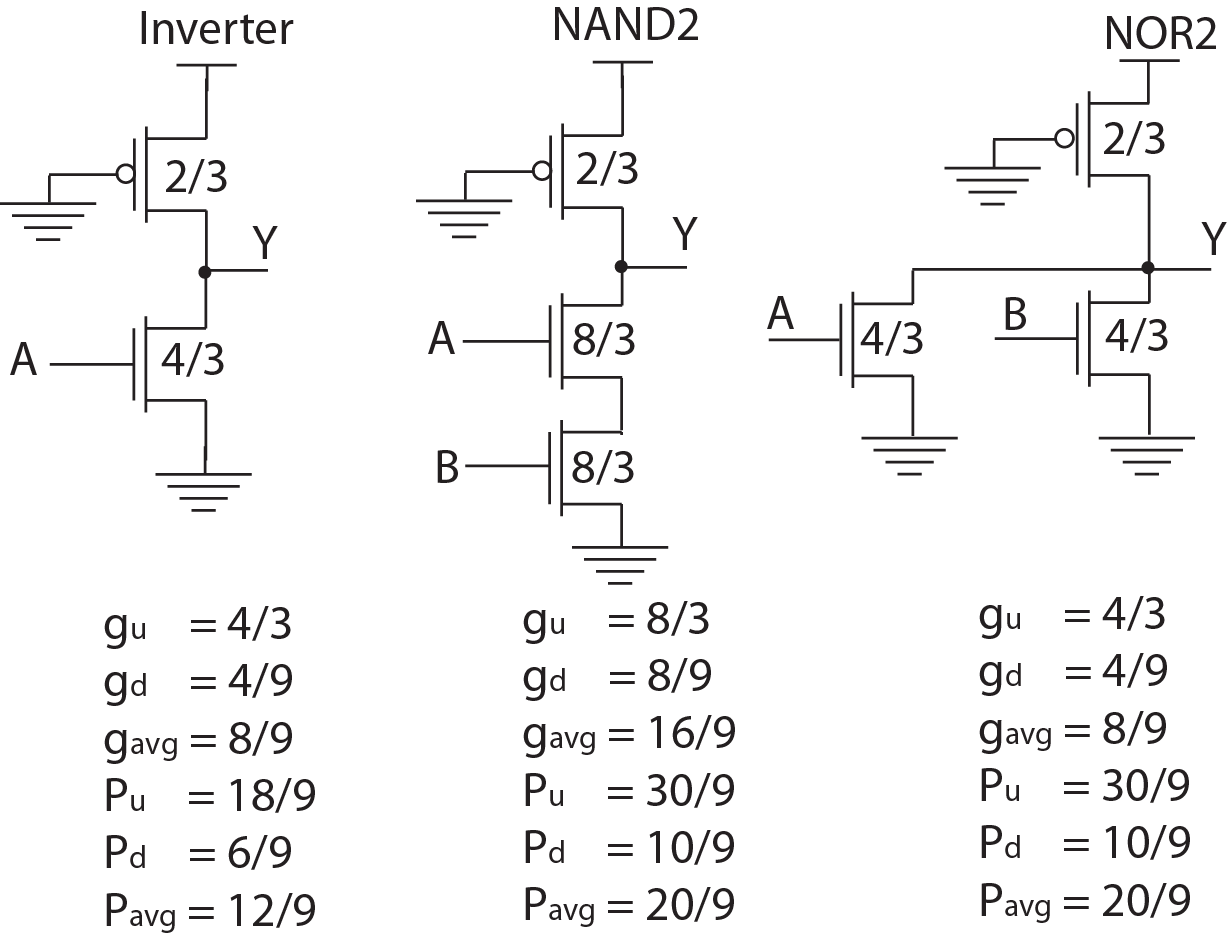 Inverter
2/3
Y
A
4/3
gu = 4/3
gd = 4/9
gavg = 8/9
Pu = 18/9
Pd = 6/9
Pavg = 12/9
NAND2
2/3
Y
A
8/3
B
8/3
gu = 8/3
gd = 8/9
gavg = 16/9
Pu = 30/9
Pd = 10/9
Pavg = 20/9
NOR2
2/3
Y
A
4/3
B
4/3
gu = 4/3
gd = 4/9
gavg = 8/9
Pu = 30/9
Pd = 10/9
Pavg = 20/9